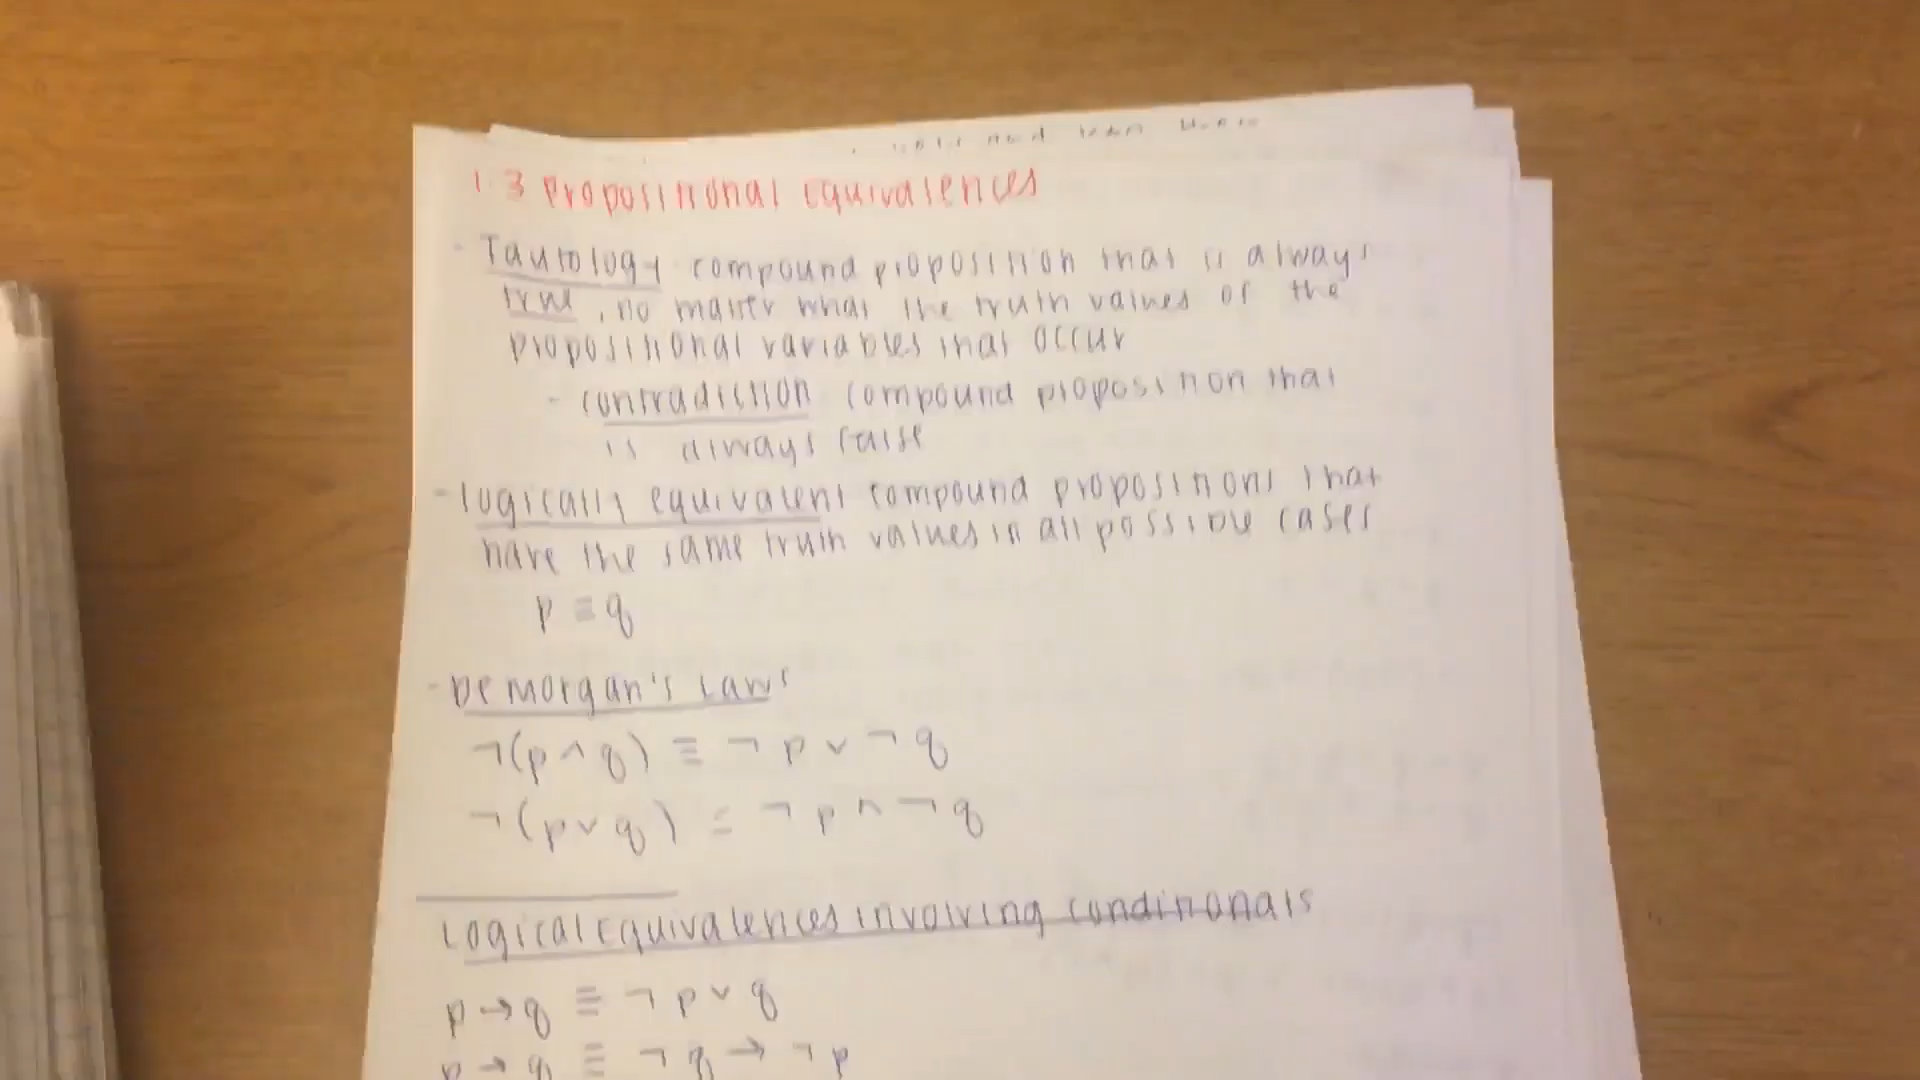 1.3 Propositional Equivalences
- Tautology compound proposition that is always
true, no matter what the truth values of the
propositional variables that occur
- contradiction compound proposition that
is always false
- logically equivalent compound propositions that
have the same truth values in all possible cases
p ≡ q
- De Morgan's Laws
¬(p ∧ q) ≡ ¬p ∨ ¬q
¬(p ∨ q) ≡ ¬p ∧ ¬q
Logical Equivalences involving conditionals
p → q ≡ ¬p ∨ q
p → q ≡ ¬q → ¬p